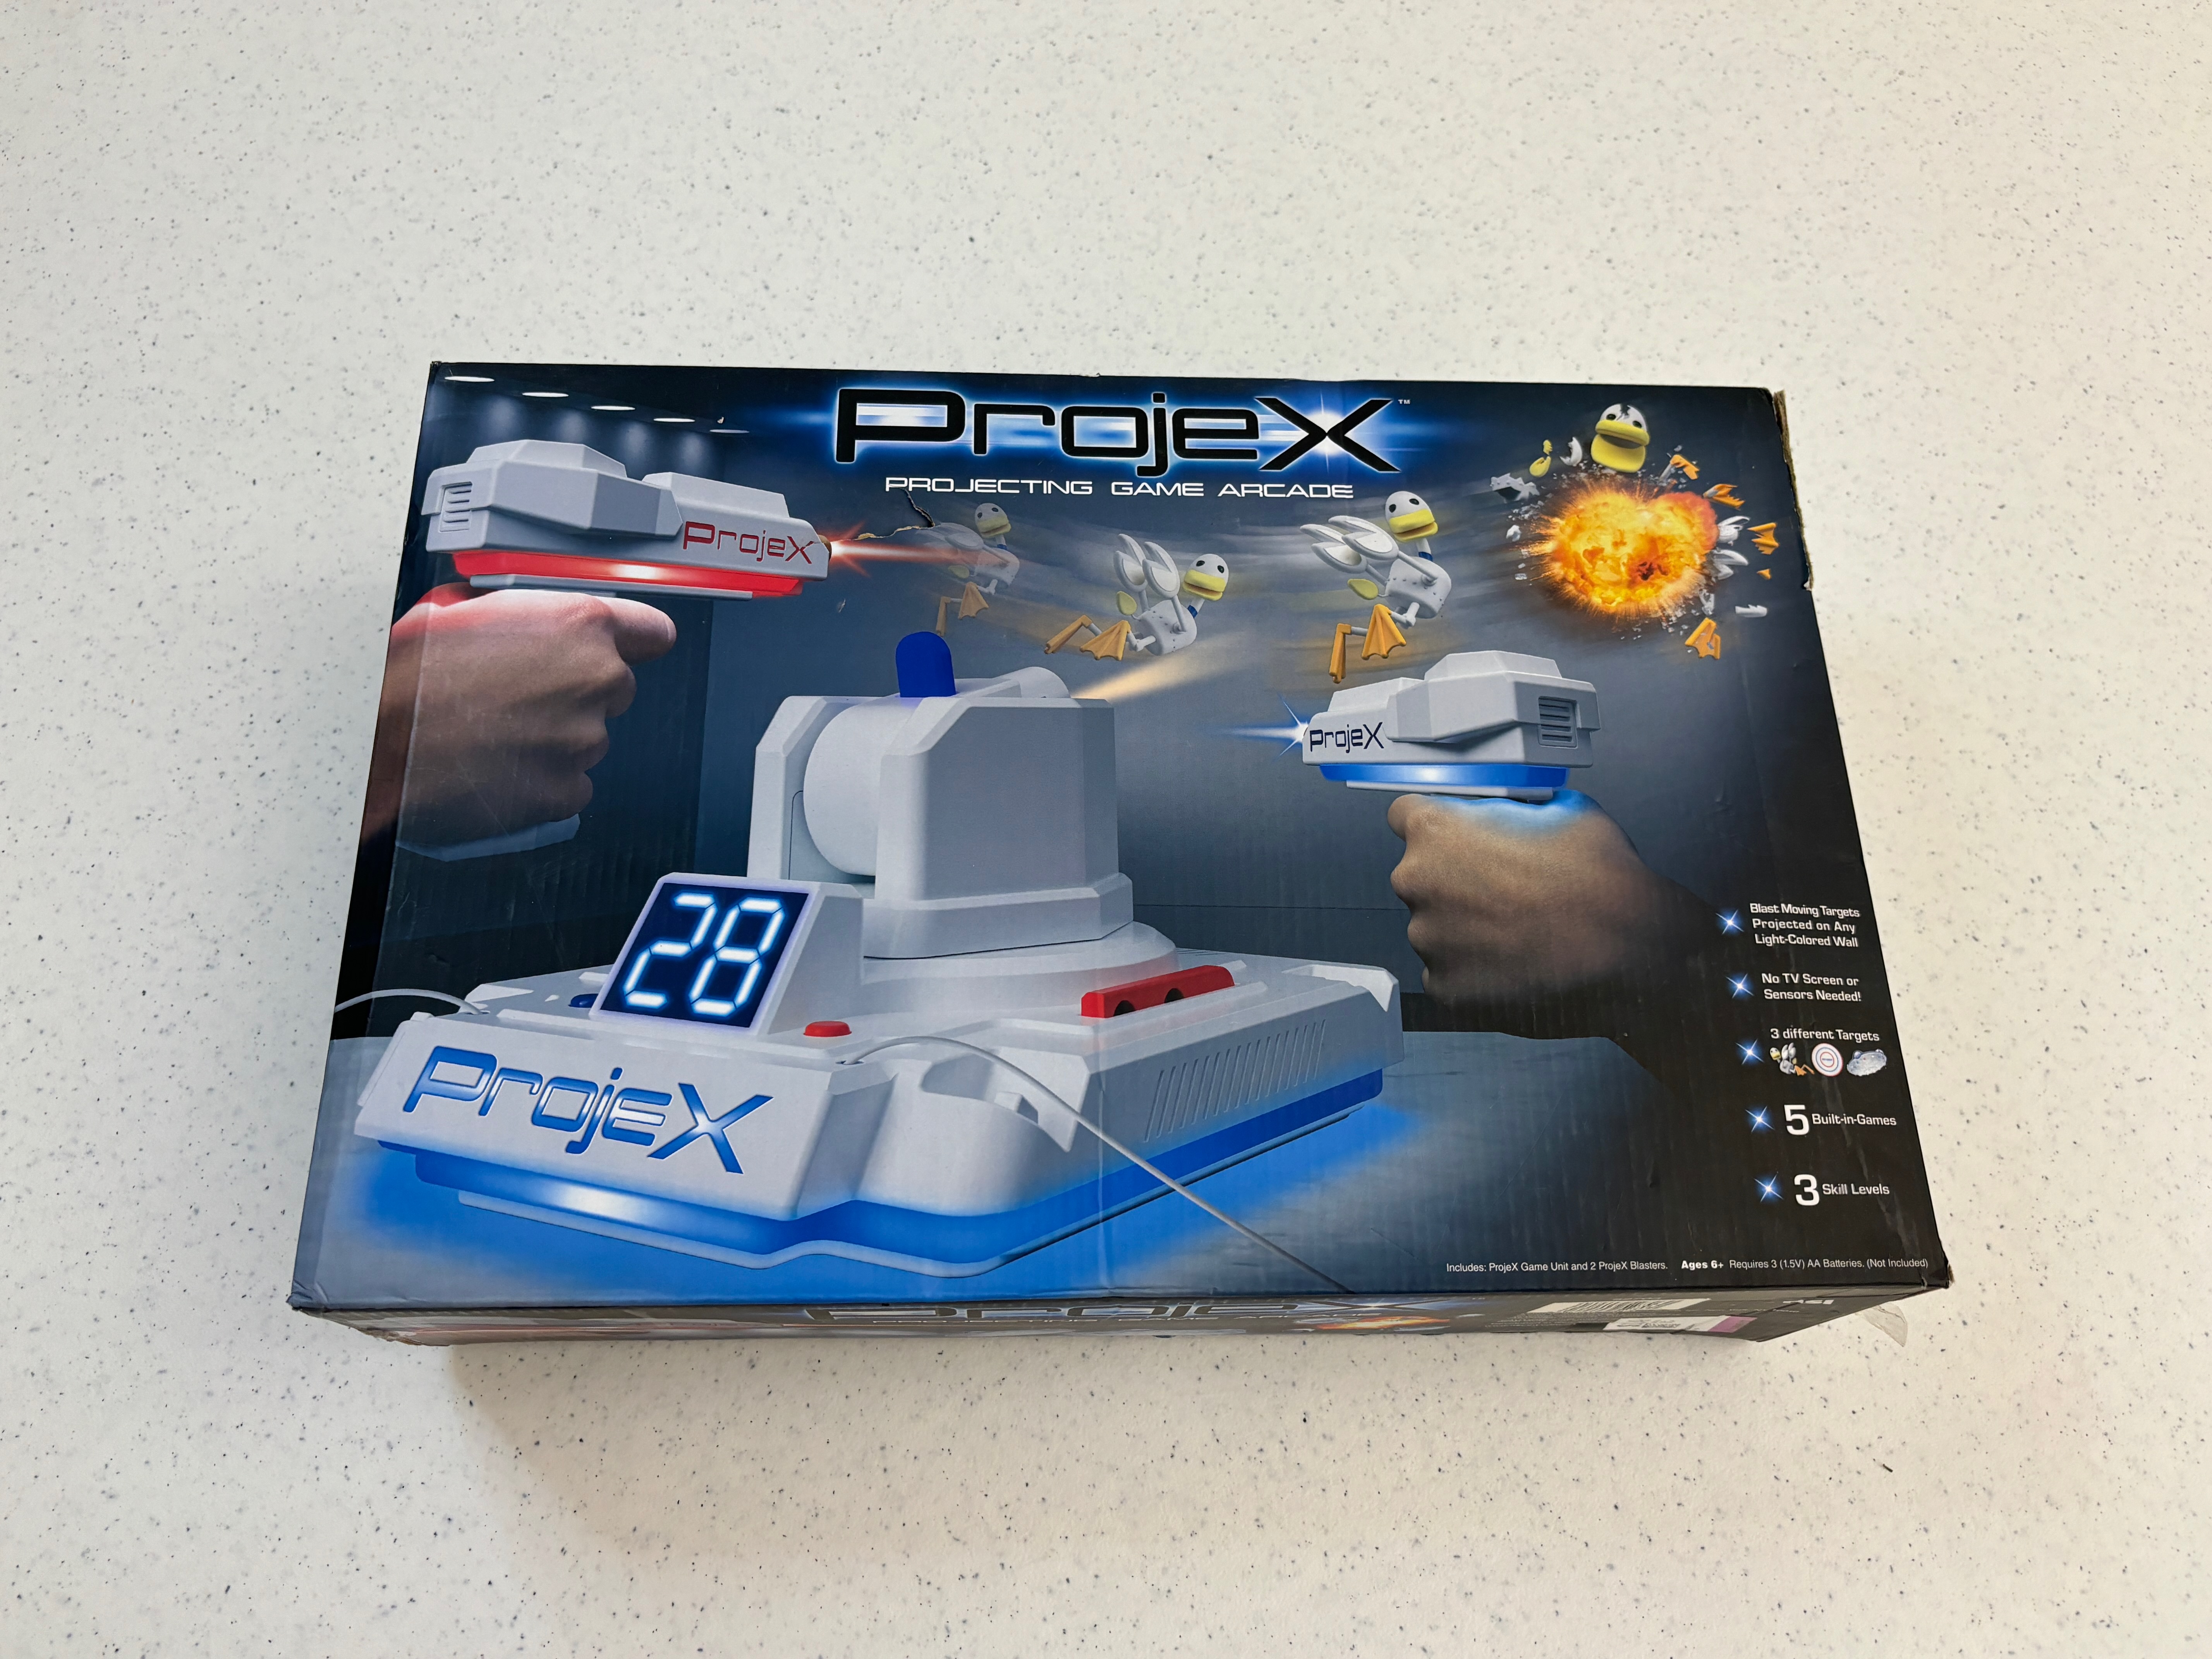 ProjeX™
PROJECTING GAME ARCADE
ProjeX
ProjeX
28
ProjeX
Blast Moving Targets
Projected on Any
Light-Colored Wall
No TV Screen or
Sensors Needed!
3 different Targets
5 Built-in-Games
3 Skill Levels
Includes: ProjeX Game Unit and 2 ProjeX Blasters. Ages 6+ Requires 3 (1.5V) AA Batteries. (Not Included)
ProjeX